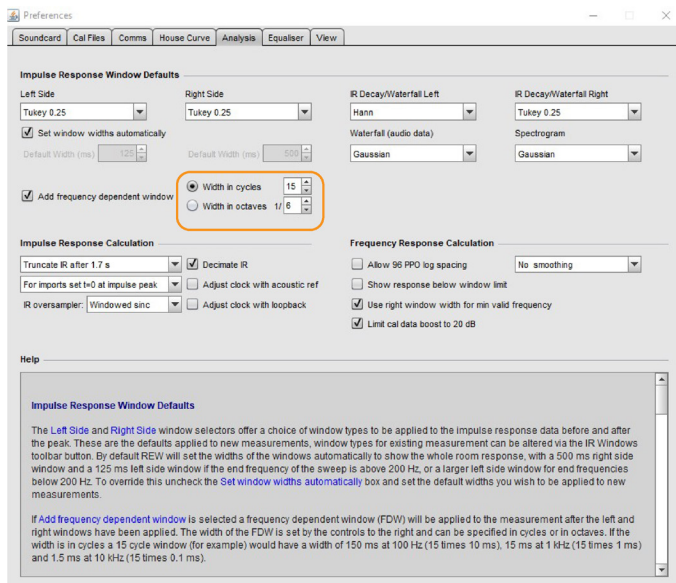 Preferences
Soundcard Cal Files Comms House Curve Analysis Equaliser View
Impulse Response Window Defaults
Left Side Right Side IR Decay/Waterfall Left IR Decay/Waterfall Right
Tukey 0.25 Tukey 0.25 Hann Tukey 0.25
Set window widths automatically Waterfall (audio data) Spectrogram
Default Width (ms) 125 Default Width (ms) 500 Gaussian Gaussian
Width in cycles 15
Add frequency dependent window
Width in octaves 1/ 6
Impulse Response Calculation Frequency Response Calculation
Truncate IR after 1.7 s Decimate IR Allow 96 PPO log spacing No smoothing
For imports set t=0 at impulse peak Adjust clock with acoustic ref Show response below window limit
IR oversampler: Windowed sinc Adjust clock with loopback Use right window width for min valid frequency
Limit cal data boost to 20 dB
Help
Impulse Response Window Defaults
The Left Side and Right Side window selectors offer a choice of window types to be applied to the impulse response data before and after
the peak. These are the defaults applied to new measurements, window types for existing measurement can be altered via the IR Windows
toolbar button. By default REW will set the widths of the windows automatically to show the whole room response, with a 500 ms right side
window and a 125 ms left side window if the end frequency of the sweep is above 200 Hz, or a larger left side window for end frequencies
below 200 Hz. To override this uncheck the Set window widths automatically box and set the default widths you wish to be applied to new
measurements.
If Add frequency dependent window is selected a frequency dependent window (FDW) will be applied to the measurement after the left and
right windows have been applied. The width of the FDW is set by the controls to the right and can be specified in cycles or in octaves. If the
width is in cycles a 15 cycle window (for example) would have a width of 150 ms at 100 Hz (15 times 10 ms), 15 ms at 1 kHz (15 times 1 ms)
and 1.5 ms at 10 kHz (15 times 0.1 ms).